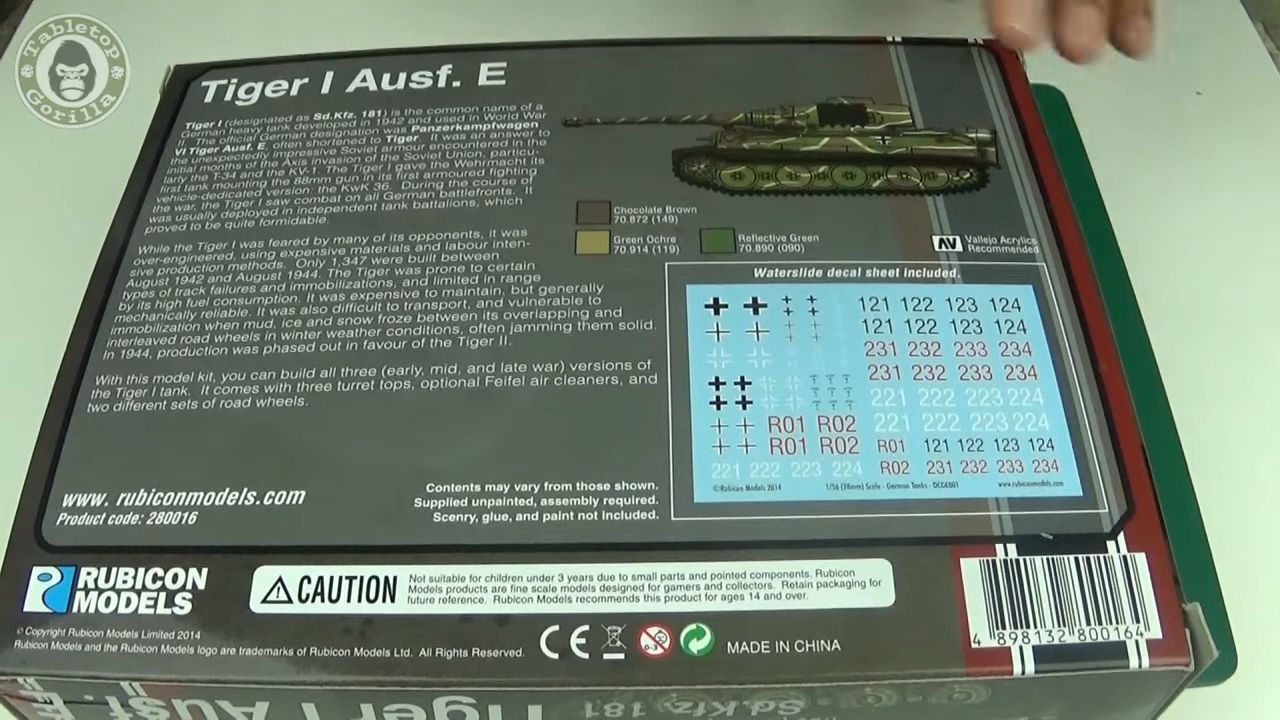 Tabletop
Gorilla
Tiger I Ausf. E
Tiger I (designated as Sd.Kfz. 181) is the common name of a
German heavy tank developed in 1942 and used in World War
II. The official German designation was Panzerkampfwagen
VI Tiger Ausf. E, often shortened to Tiger. It was an answer to
the unexpectedly impressive Soviet armour encountered in the
initial months of the Axis invasion of the Soviet Union, particu-
larly the T-34 and the KV-1. The Tiger I gave the Wehrmacht its
first tank mounting the 88mm gun in its first armoured fighting
vehicle-dedicated version: the KwK 36. During the course of
the war, the Tiger I saw combat on all German battlefronts. It
was usually deployed in independent tank battalions, which
proved to be quite formidable.
While the Tiger I was feared by many of its opponents, it was
over-engineered, using expensive materials and labour inten-
sive production methods. Only 1,347 were built between
August 1942 and August 1944. The Tiger was prone to certain
types of track failures and immobilizations, and limited in range
by its high fuel consumption. It was expensive to maintain, but generally
mechanically reliable. It was also difficult to transport, and vulnerable to
immobilization when mud, ice and snow froze between its overlapping and
interleaved road wheels in winter weather conditions, often jamming them solid.
In 1944, production was phased out in favour of the Tiger II.
With this model kit, you can build all three (early, mid, and late war) versions of
the Tiger I tank. It comes with three turret tops, optional Feifel air cleaners, and
two different sets of road wheels.
Chocolate Brown
70.872 (149)
Green Ochre
70.914 (119)
Reflective Green
70.890 (090)
AV Vallejo Acrylics
Recommended
Waterslide decal sheet included.
121 122 123 124
121 122 123 124
231 232 233 234
231 232 233 234
221 222 223 224
R01 R02 221 222 223 224
R01 R02 R01 121 122 123 124
221 222 223 224 R02 231 232 233 234
©Rubicon Models 2014 1/56 (28mm) Scale - German Tanks - DCGE001 www.rubiconmodels.com
www. rubiconmodels.com
Product code: 280016
Contents may vary from those shown.
Supplied unpainted, assembly required.
Scenry, glue, and paint not included.
RUBICON
MODELS
CAUTION
Not suitable for children under 3 years due to small parts and pointed components. Rubicon
Models products are fine scale models designed for gamers and collectors. Retain packaging for
future reference. Rubicon Models recommends this product for ages 14 and over.
© Copyright Rubicon Models Limited 2014
Rubicon Models and the Rubicon Models logo are trademarks of Rubicon Models Ltd. All Rights Reserved.
CE
0-3
MADE IN CHINA
4 898132 800164
Tiger I Ausf. E
Sd.Kfz. 181